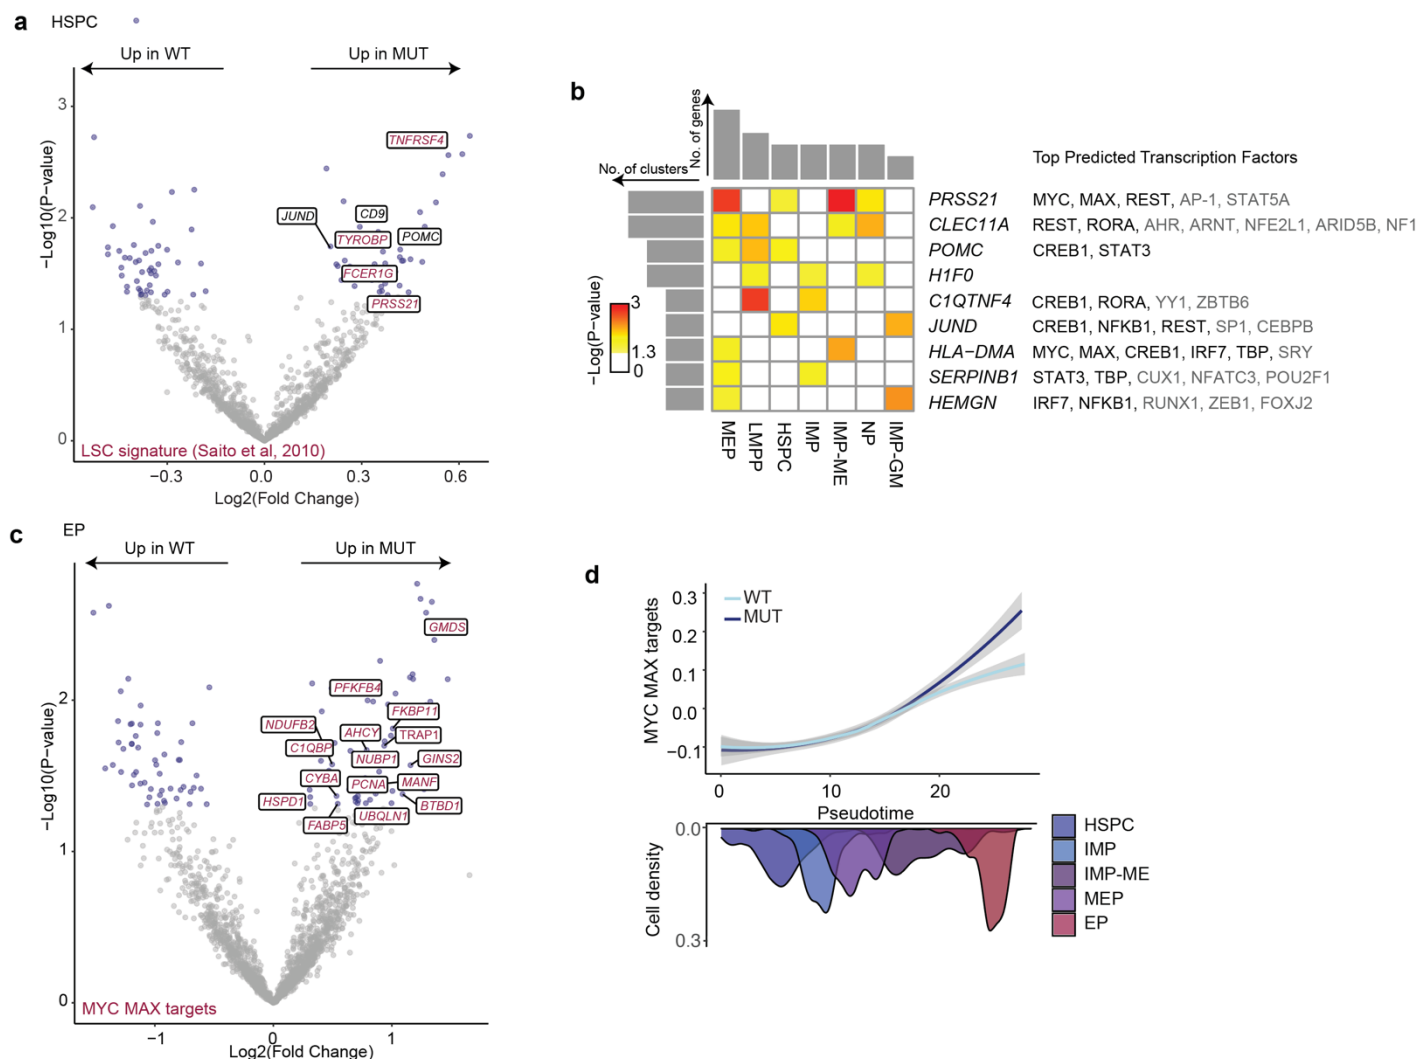 a
HSPC
Up in WT
Up in MUT
−Log10(P−value)
3
2
1
0
TNFRSF4
JUND
CD9
TYROBP
POMC
FCER1G
PRSS21
LSC signature (Saito et al, 2010)
−0.3
0.0
0.3
0.6
Log2(Fold Change)
b
No. of genes
No. of clusters
Top Predicted Transcription Factors
PRSS21 MYC, MAX, REST, AP-1, STAT5A
CLEC11A REST, RORA, AHR, ARNT, NFE2L1, ARID5B, NF1
POMC CREB1, STAT3
H1F0
C1QTNF4 CREB1, RORA, YY1, ZBTB6
JUND CREB1, NFKB1, REST, SP1, CEBPB
HLA−DMA MYC, MAX, CREB1, IRF7, TBP, SRY
SERPINB1 STAT3, TBP, CUX1, NFATC3, POU2F1
HEMGN IRF7, NFKB1, RUNX1, ZEB1, FOXJ2
−Log(P−value)
3
1.3
0
MEP
LMPP
HSPC
IMP
IMP-ME
NP
IMP-GM
c
EP
Up in WT
Up in MUT
−Log10(P−value)
2
1
0
GMDS
PFKFB4
FKBP11
NDUFB2
AHCY
TRAP1
C1QBP
NUBP1
GINS2
CYBA
PCNA
MANF
HSPD1
BTBD1
FABP5
UBQLN1
MYC MAX targets
−1
0
1
Log2(Fold Change)
d
MYC MAX targets
0.3
0.2
0.1
0.0
−0.1
WT
MUT
0
10
20
Pseudotime
Cell density
0.0
0.3
HSPC
IMP
IMP-ME
MEP
EP